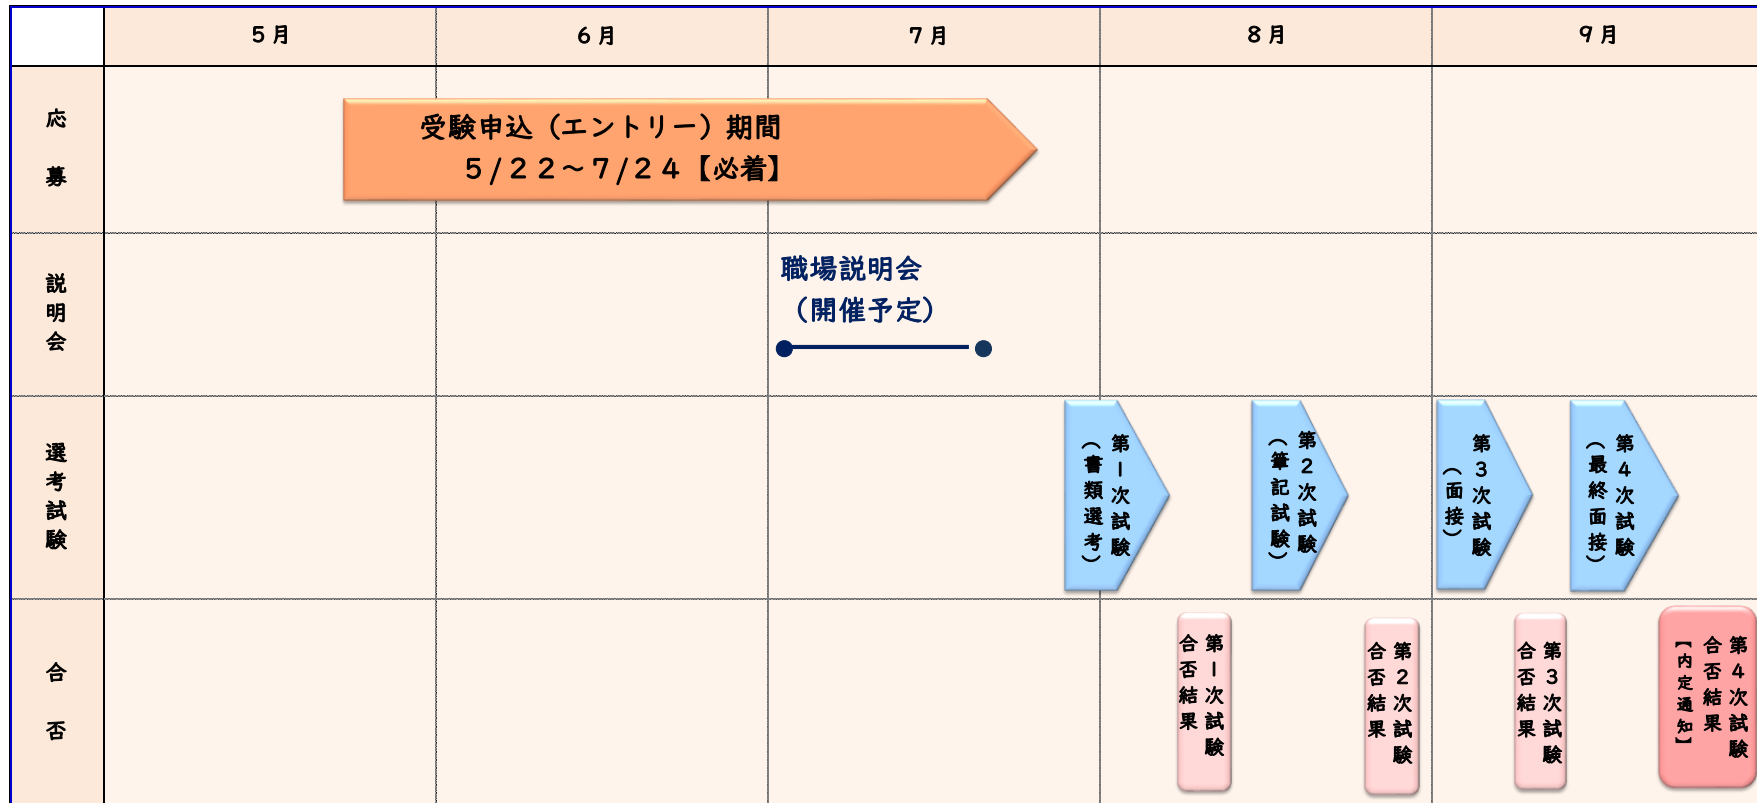 ５月
６月
７月
８月
９月
応募
受験申込（エントリー）期間
５/２２～７/２４【必着】
説明会
職場説明会
（開催予定）
選考試験
第１次試験
（書類選考）
第２次試験
（筆記試験）
第３次試験
（面接）
第４次試験
（最終面接）
合否
第１次試験
合否結果
第２次試験
合否結果
第３次試験
合否結果
第４次試験
合否結果
【内定通知】